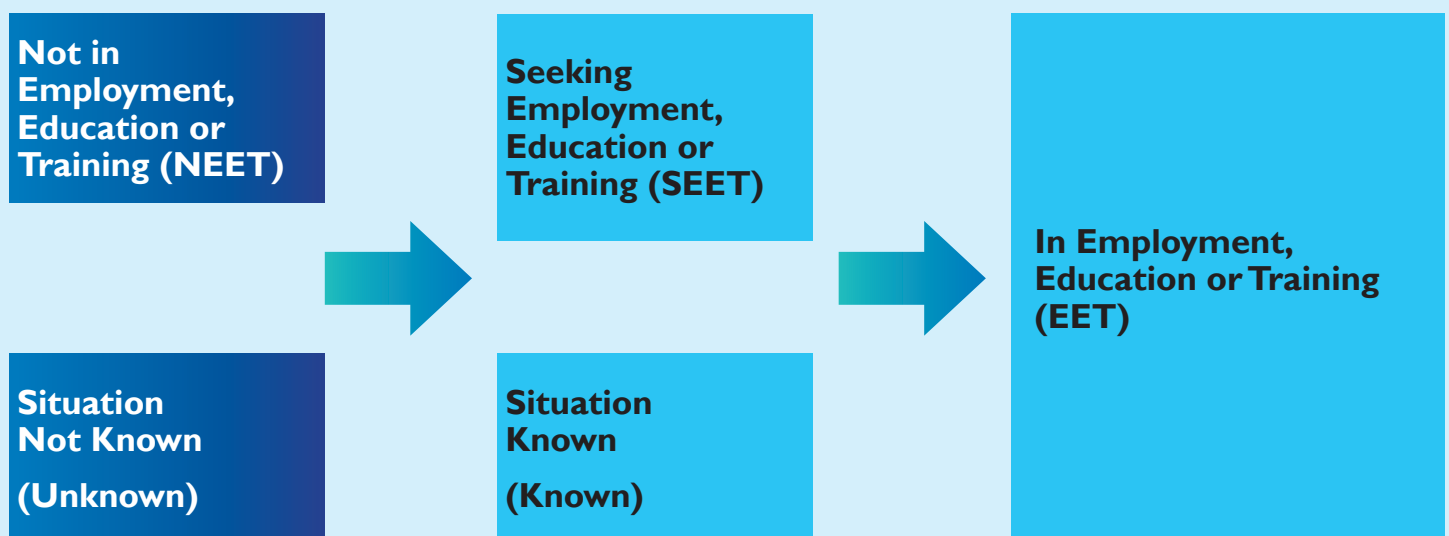 Not in
Employment,
Education or
Training (NEET)
Seeking
Employment,
Education or
Training (SEET)
In Employment,
Education or Training
(EET)
Situation
Not Known
(Unknown)
Situation
Known
(Known)